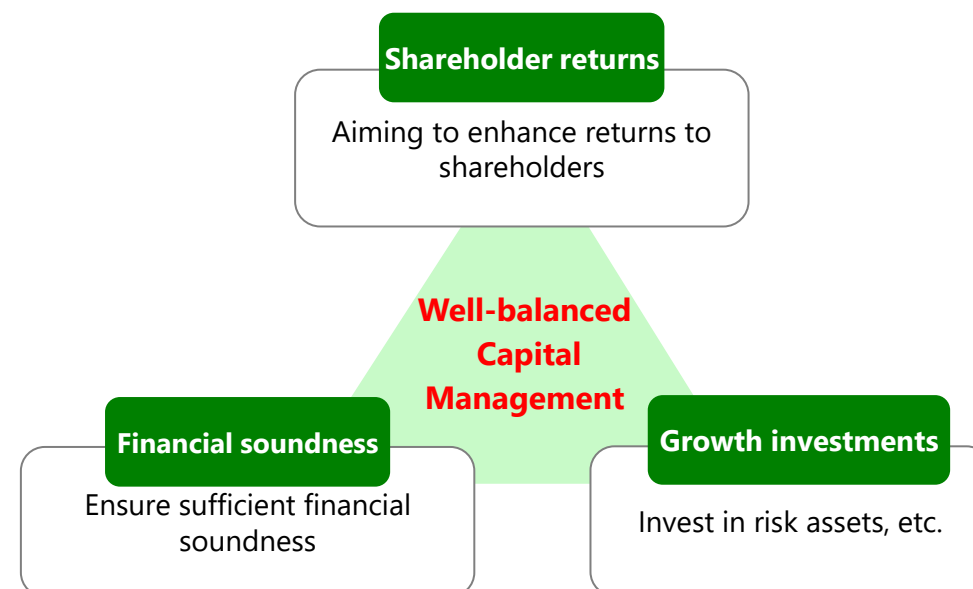 Shareholder returns
Aiming to enhance returns to
shareholders
Well-balanced
Capital
Management
Financial soundness
Ensure sufficient financial
soundness
Growth investments
Invest in risk assets, etc.